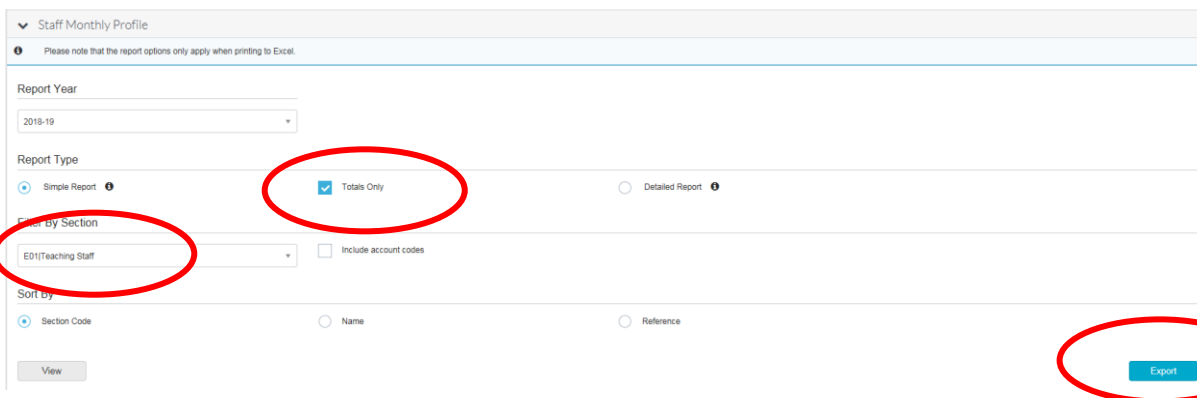 Staff Monthly Profile
Please note that the report options only apply when printing to Excel.
Report Year
2018-19
Report Type
Simple Report
Totals Only
Detailed Report
Filter By Section
E01|Teaching Staff
Include account codes
Sort By
Section Code
Name
Reference
View
Export